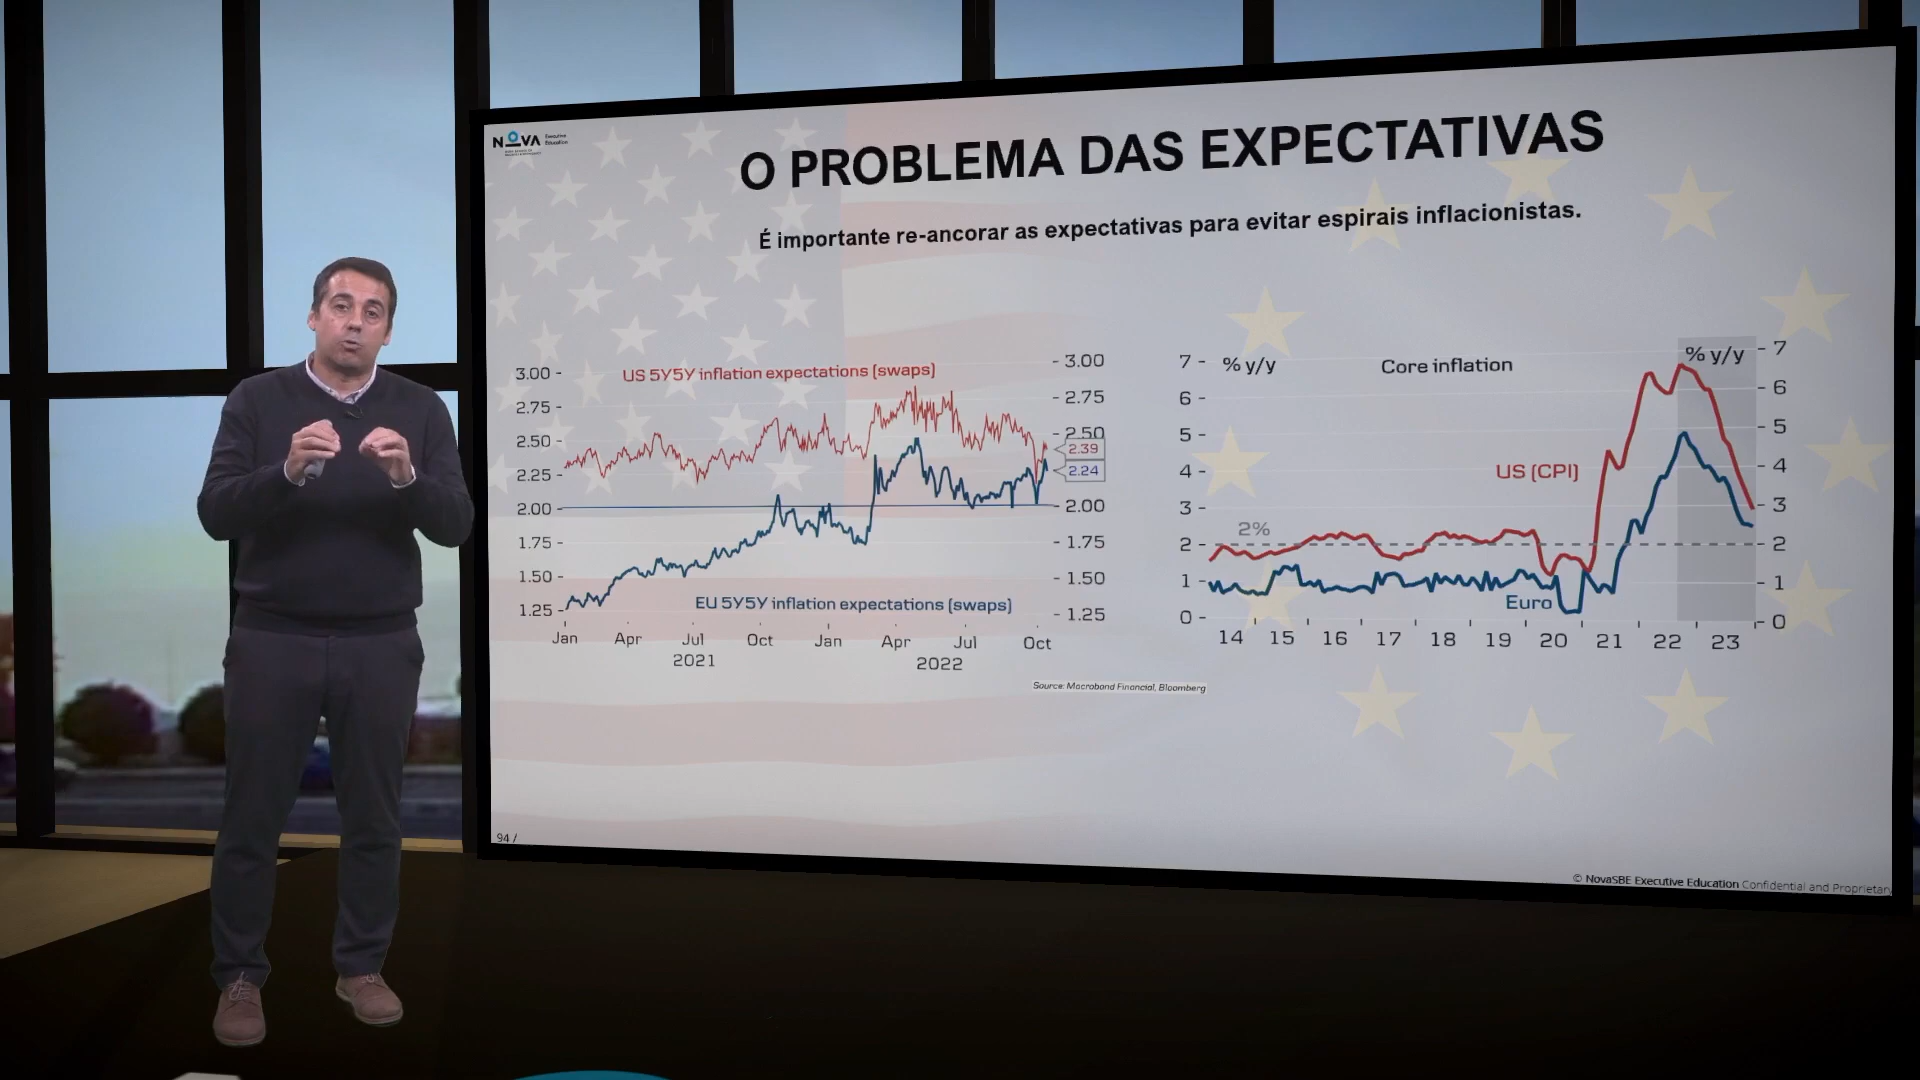 NOVA
Executive
Education
O PROBLEMA DAS EXPECTATIVAS
É importante re-ancorar as expectativas para evitar espirais inflacionistas.
US 5Y5Y inflation expectations (swaps)
3.00
2.75
2.50
2.25
2.00
1.75
1.50
1.25
3.00
2.75
2.50
2.39
2.24
2.00
1.75
1.50
1.25
EU 5Y5Y inflation expectations (swaps)
Jan Apr Jul Oct Jan Apr Jul Oct
2021 2022
Source: Macrobond Financial, Bloomberg
% y/y Core inflation % y/y
7
6
5
4
3
2
1
0
7
6
5
4
3
2
1
0
US (CPI)
2%
Euro
14 15 16 17 18 19 20 21 22 23
94 /
© NovaSBE Executive Education Confidential and Proprietary